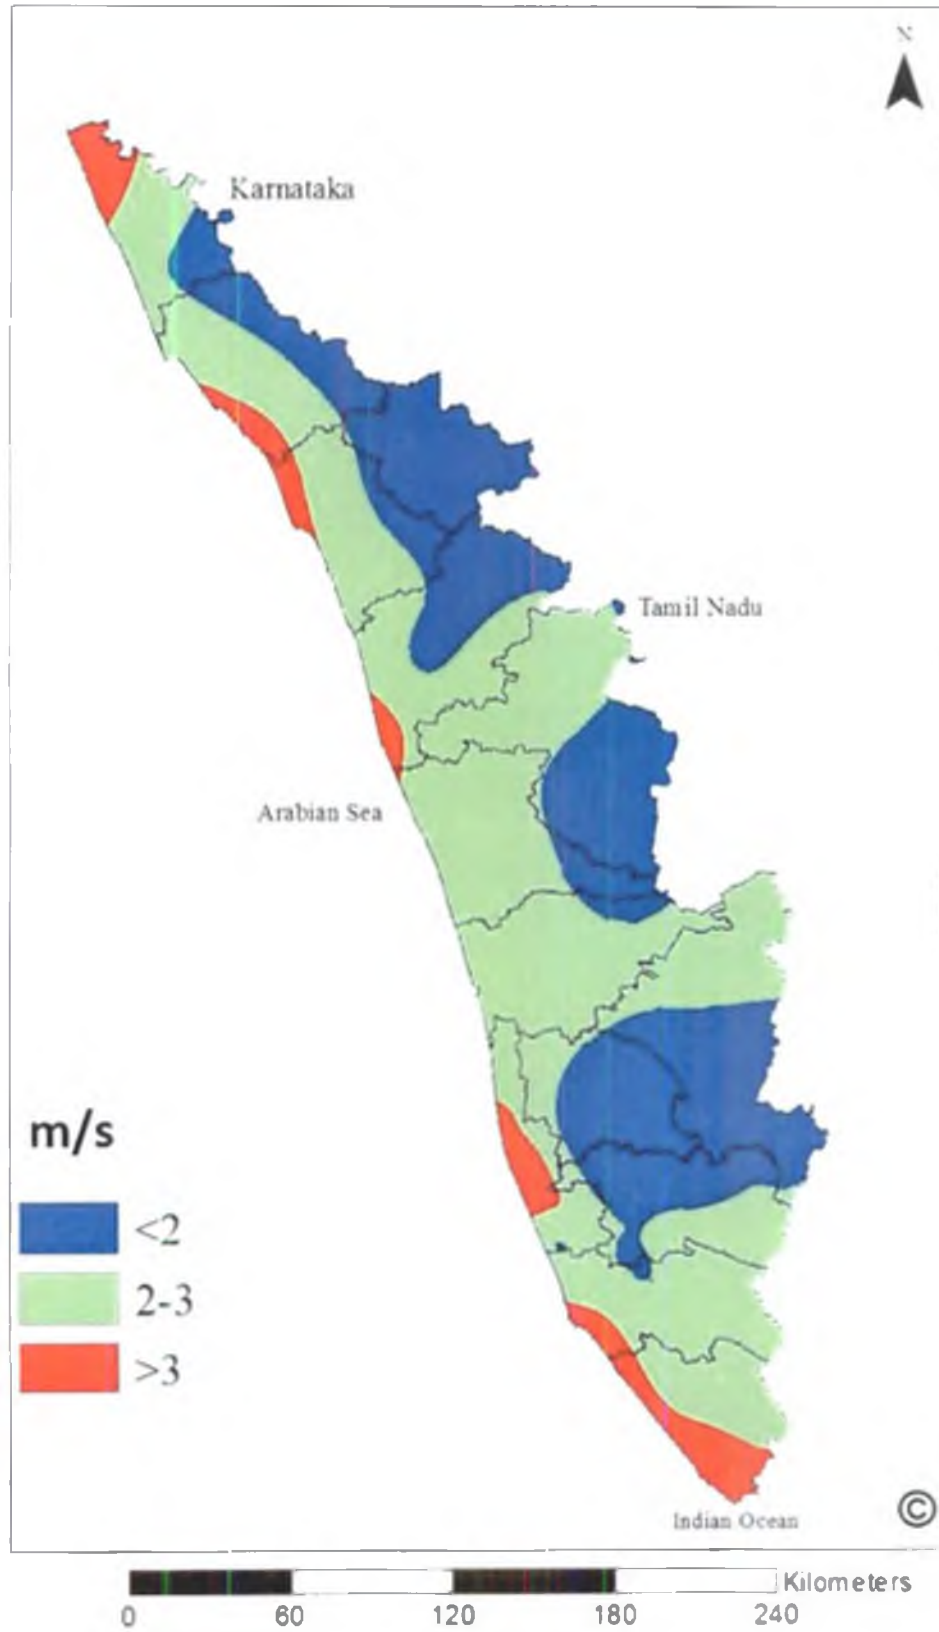 N
Karnataka
Tamil Nadu
Arabian Sea
m/s
<2
2-3
>3
Indian Ocean
©
Kilometers
0 60 120 180 240